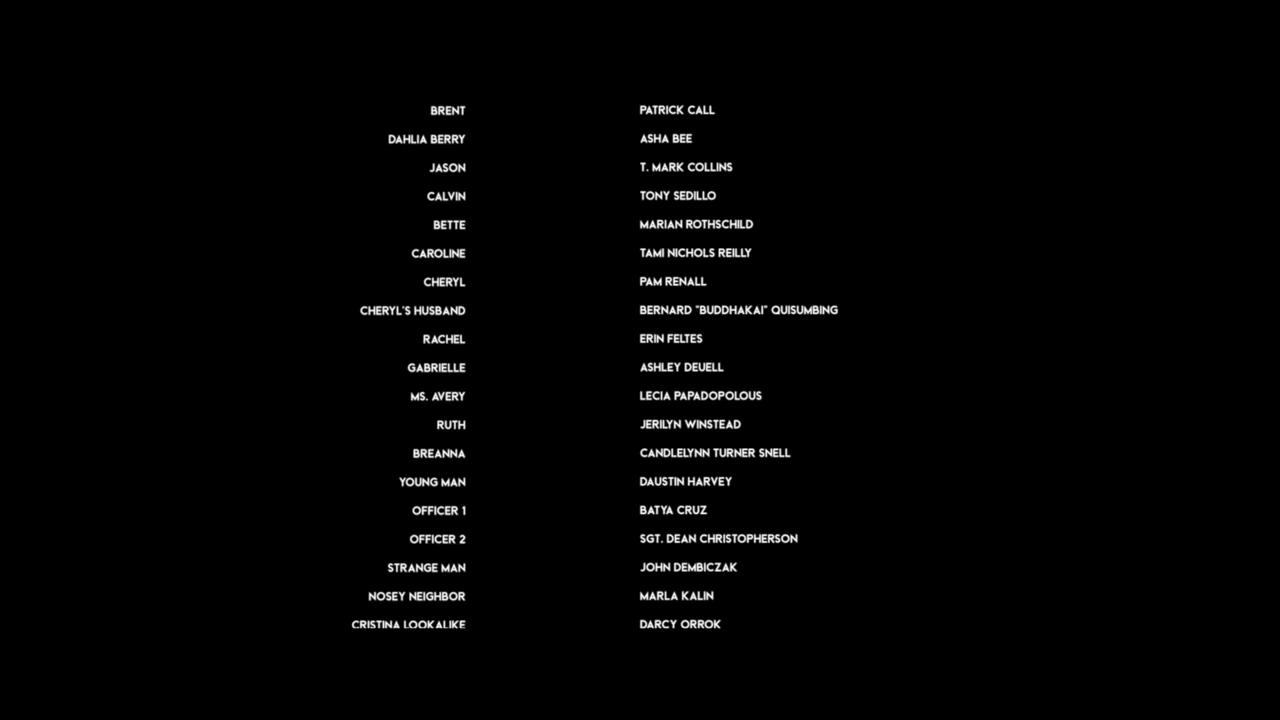 BRENT PATRICK CALL
DAHLIA BERRY ASHA BEE
JASON T. MARK COLLINS
CALVIN TONY SEDILLO
BETTE MARIAN ROTHSCHILD
CAROLINE TAMI NICHOLS REILLY
CHERYL PAM RENALL
CHERYL'S HUSBAND BERNARD "BUDDHAKAI" QUISUMBING
RACHEL ERIN FELTES
GABRIELLE ASHLEY DEUELL
MS. AVERY LECIA PAPADOPOLOUS
RUTH JERILYN WINSTEAD
BREANNA CANDLELYNN TURNER SNELL
YOUNG MAN DAUSTIN HARVEY
OFFICER 1 BATYA CRUZ
OFFICER 2 SGT. DEAN CHRISTOPHERSON
STRANGE MAN JOHN DEMBICZAK
NOSEY NEIGHBOR MARLA KALIN
CRISTINA LOOKALIKE DARCY ORROK